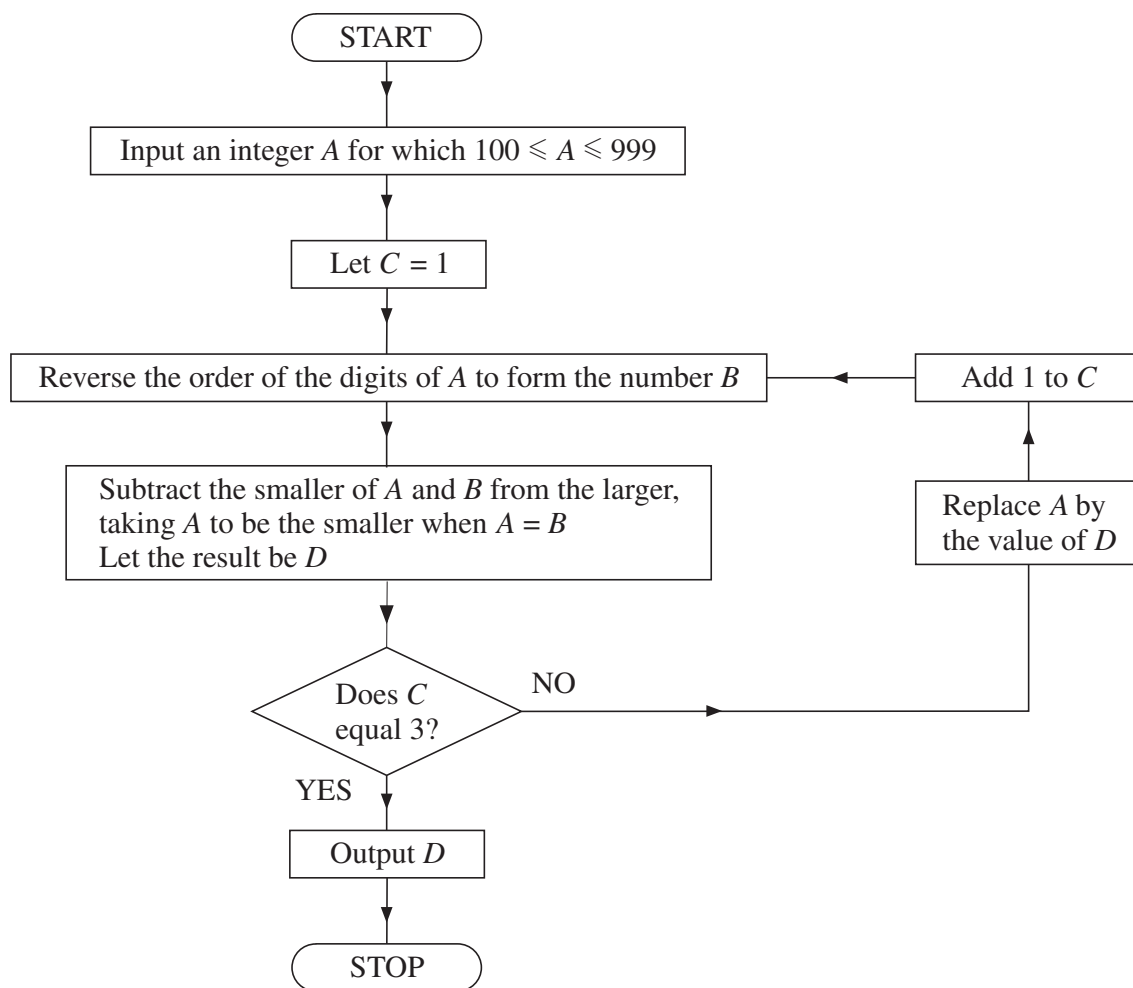 START
Input an integer A for which 100 ⩽ A ⩽ 999
Let C = 1
Reverse the order of the digits of A to form the number B
Add 1 to C
Subtract the smaller of A and B from the larger,
taking A to be the smaller when A = B
Let the result be D
Replace A by
the value of D
Does C
equal 3?
NO
YES
Output D
STOP